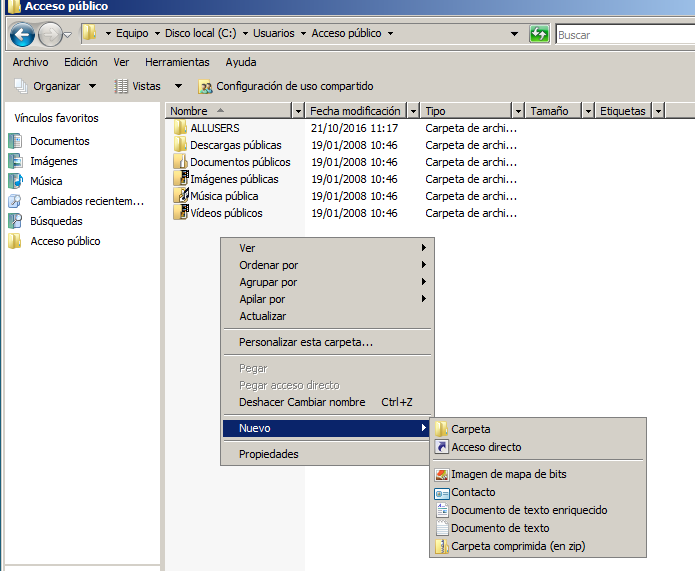 Acceso público
Equipo Disco local (C:) Usuarios Acceso público Buscar
Archivo Edición Ver Herramientas Ayuda
Organizar Vistas Configuración de uso compartido
Vínculos favoritos
Documentos
Imágenes
Música
Cambiados recientem...
Búsquedas
Acceso público
Nombre Fecha modificación Tipo Tamaño Etiquetas
ALLUSERS 21/10/2016 11:17 Carpeta de archi...
Descargas públicas 19/01/2008 10:46 Carpeta de archi...
Documentos públicos 19/01/2008 10:46 Carpeta de archi...
Imágenes públicas 19/01/2008 10:46 Carpeta de archi...
Música pública 19/01/2008 10:46 Carpeta de archi...
Vídeos públicos 19/01/2008 10:46 Carpeta de archi...
Ver
Ordenar por
Agrupar por
Apilar por
Actualizar
Personalizar esta carpeta...
Pegar
Pegar acceso directo
Deshacer Cambiar nombre Ctrl+Z
Nuevo
Propiedades
Carpeta
Acceso directo
Imagen de mapa de bits
Contacto
Documento de texto enriquecido
Documento de texto
Carpeta comprimida (en zip)